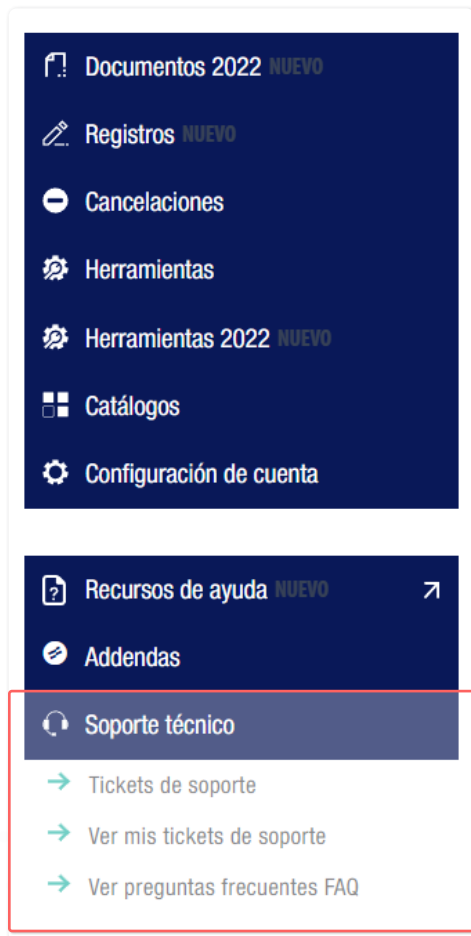 Documentos 2022 NUEVO
Registros NUEVO
Cancelaciones
Herramientas
Herramientas 2022 NUEVO
Catálogos
Configuración de cuenta
Recursos de ayuda NUEVO
Addendas
Soporte técnico
Tickets de soporte
Ver mis tickets de soporte
Ver preguntas frecuentes FAQ